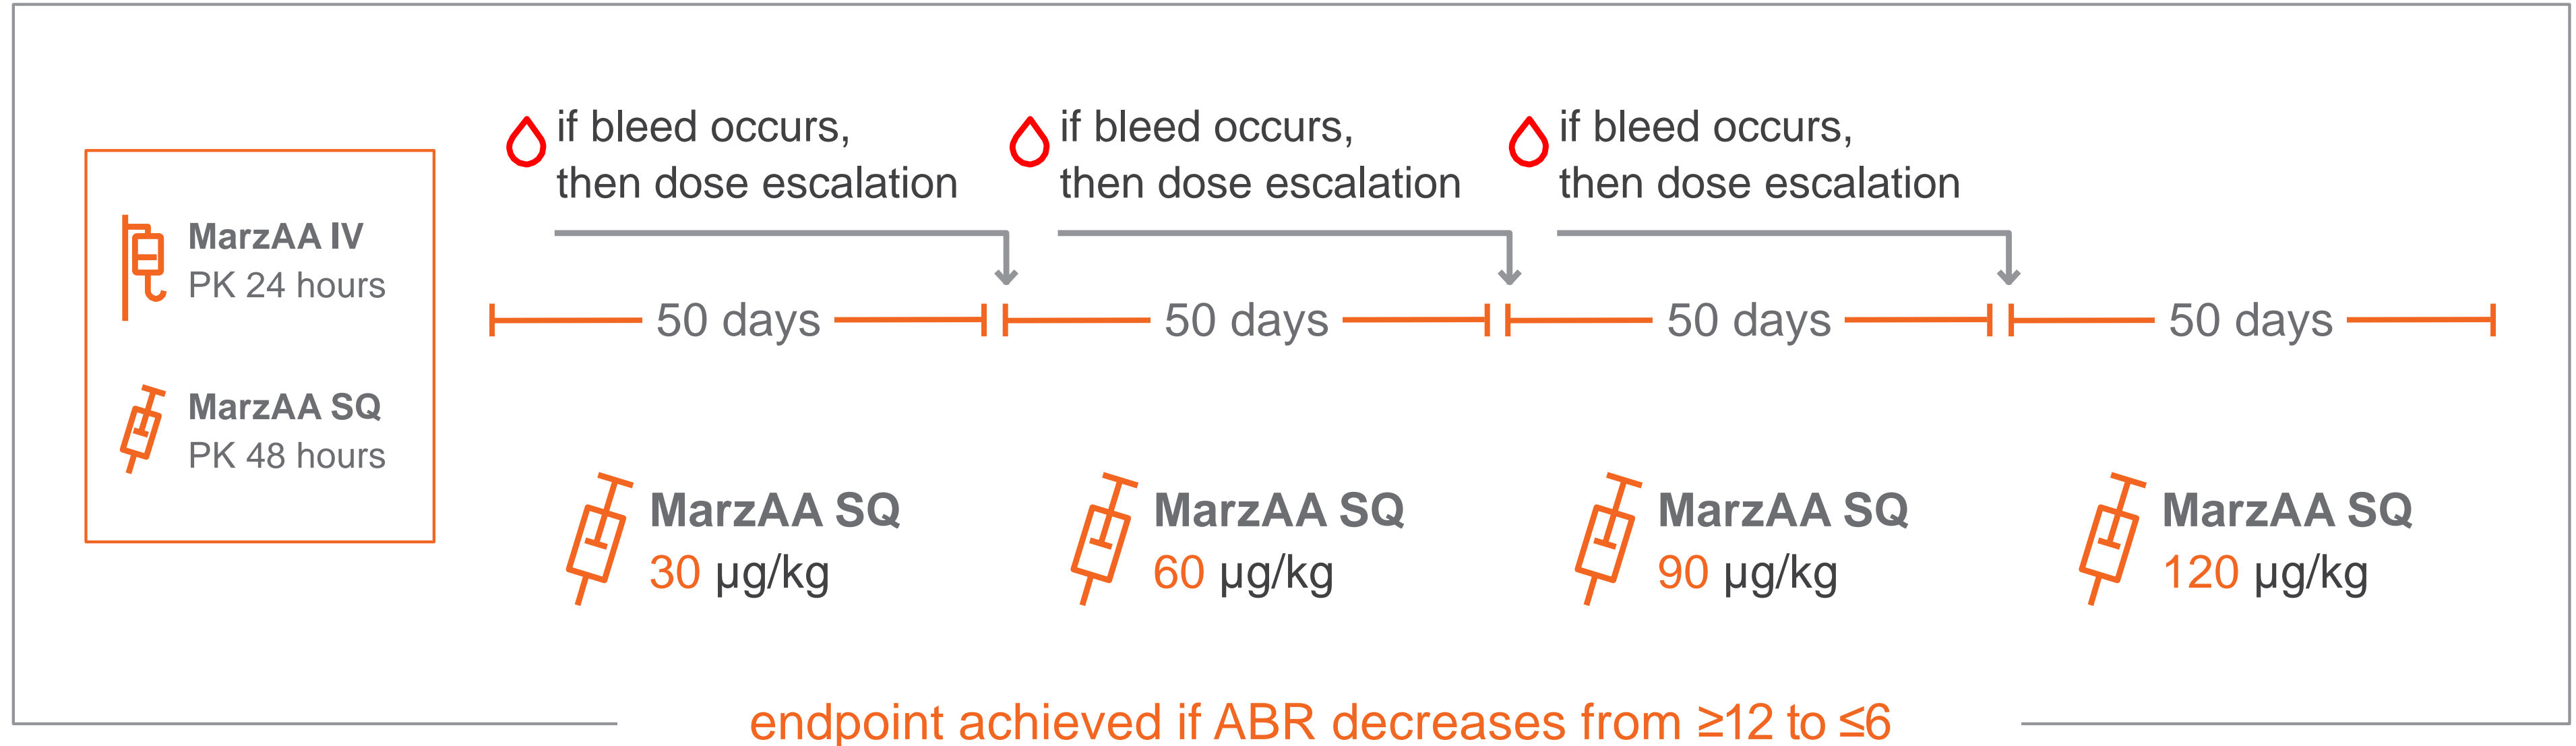 MarzAA IV
PK 24 hours
MarzAA SQ
PK 48 hours
if bleed occurs,
then dose escalation
if bleed occurs,
then dose escalation
if bleed occurs,
then dose escalation
50 days
50 days
50 days
50 days
MarzAA SQ
30 µg/kg
MarzAA SQ
60 µg/kg
MarzAA SQ
90 µg/kg
MarzAA SQ
120 µg/kg
endpoint achieved if ABR decreases from ≥12 to ≤6